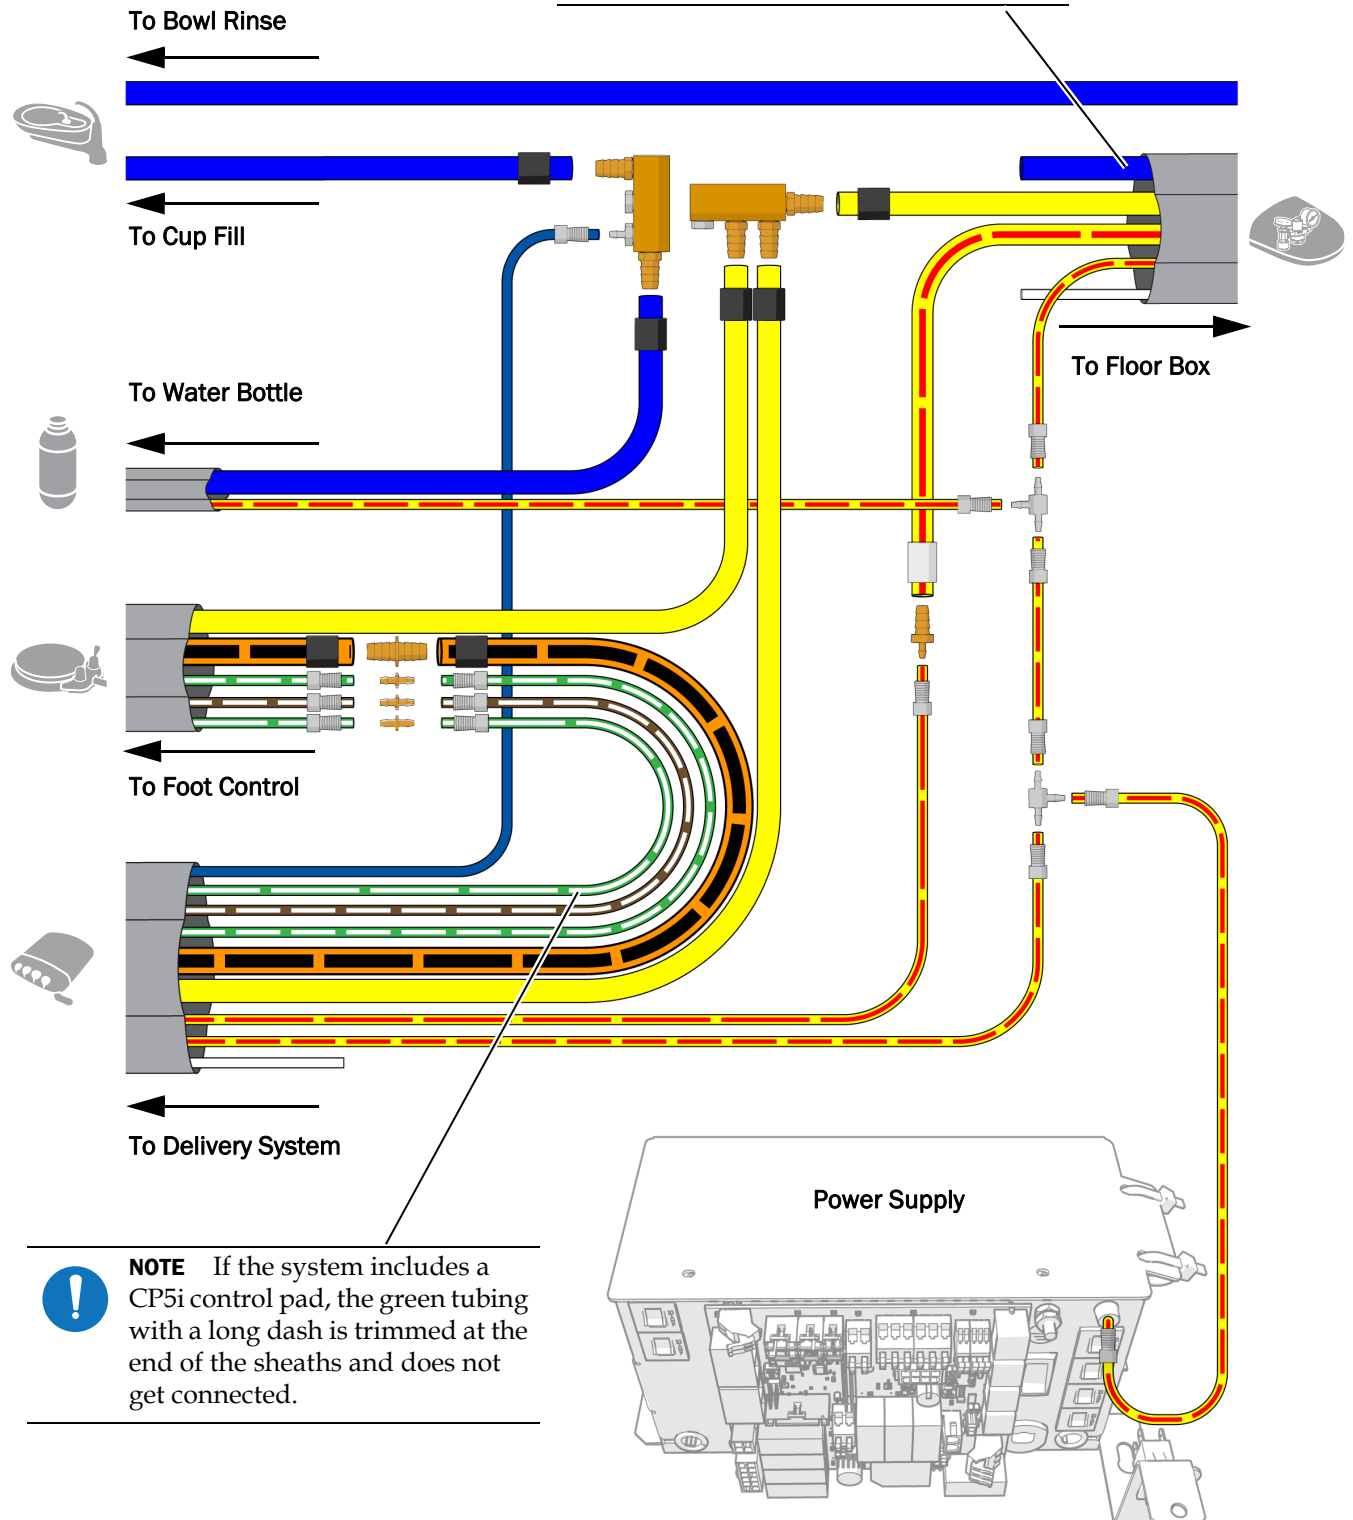 To Bowl Rinse
To Cup Fill
To Floor Box
To Water Bottle
To Foot Control
To Delivery System
Power Supply
NOTE If the system includes a
CP5i control pad, the green tubing
with a long dash is trimmed at the
end of the sheaths and does not
get connected.